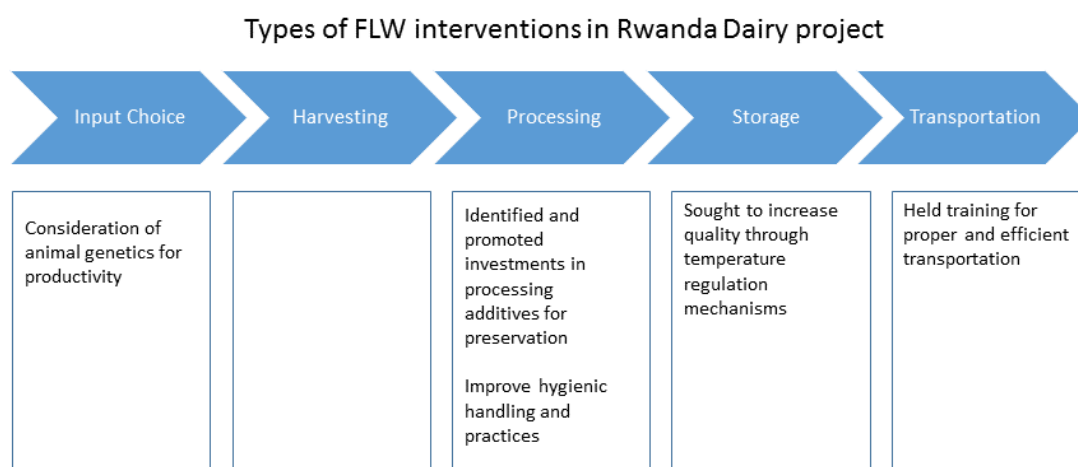 Types of FLW interventions in Rwanda Dairy project
Input Choice
Harvesting
Processing
Storage
Transportation
Consideration of
animal genetics for
productivity
Identified and
promoted
investments in
processing
additives for
preservation
Improve hygienic
handling and
practices
Sought to increase
quality through
temperature
regulation
mechanisms
Held training for
proper and efficient
transportation